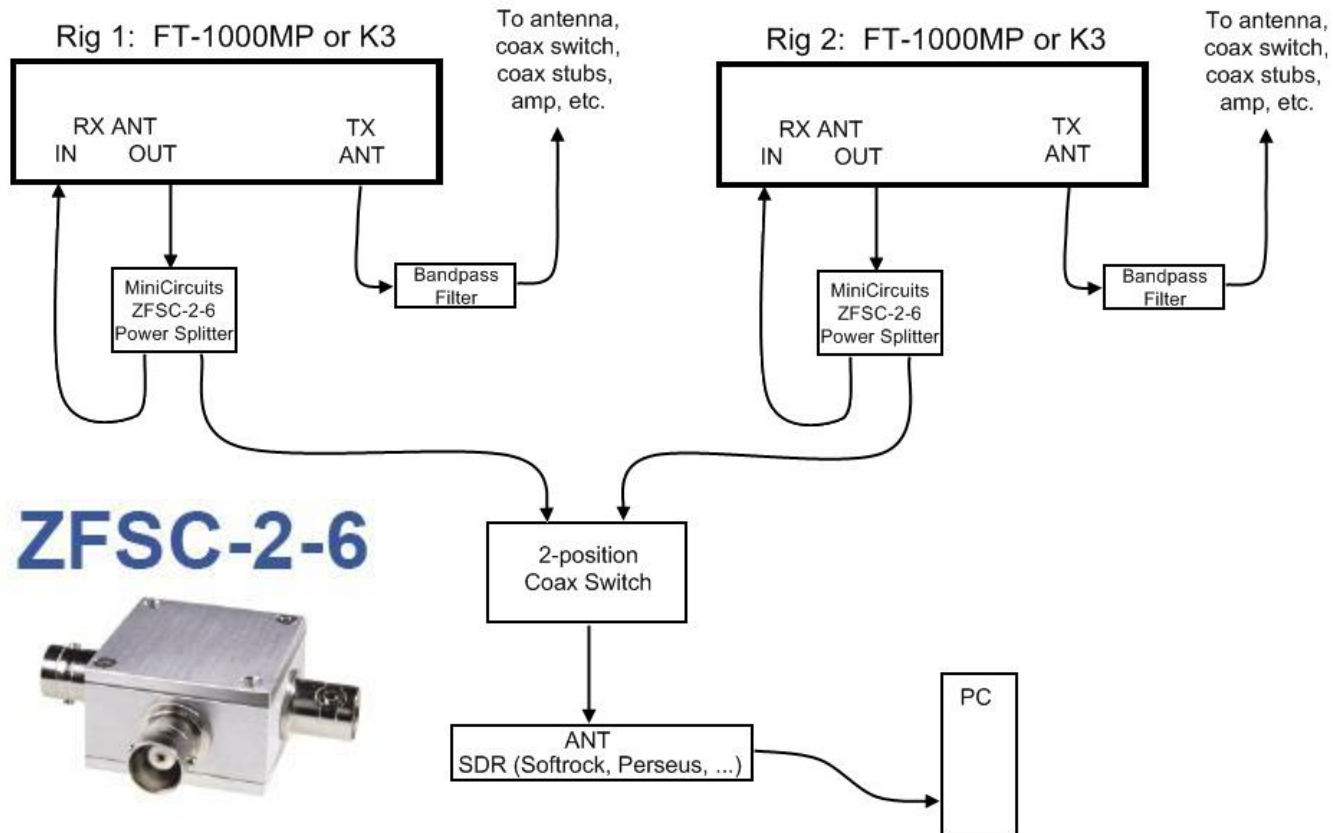 Rig 1: FT-1000MP or K3
RX ANT
IN OUT
TX
ANT
To antenna,
coax switch,
coax stubs,
amp, etc.
MiniCircuits
ZFSC-2-6
Power Splitter
Bandpass
Filter
Rig 2: FT-1000MP or K3
RX ANT
IN OUT
TX
ANT
To antenna,
coax switch,
coax stubs,
amp, etc.
MiniCircuits
ZFSC-2-6
Power Splitter
Bandpass
Filter
ZFSC-2-6
2-position
Coax Switch
ANT
SDR (Softrock, Perseus, ...)
PC